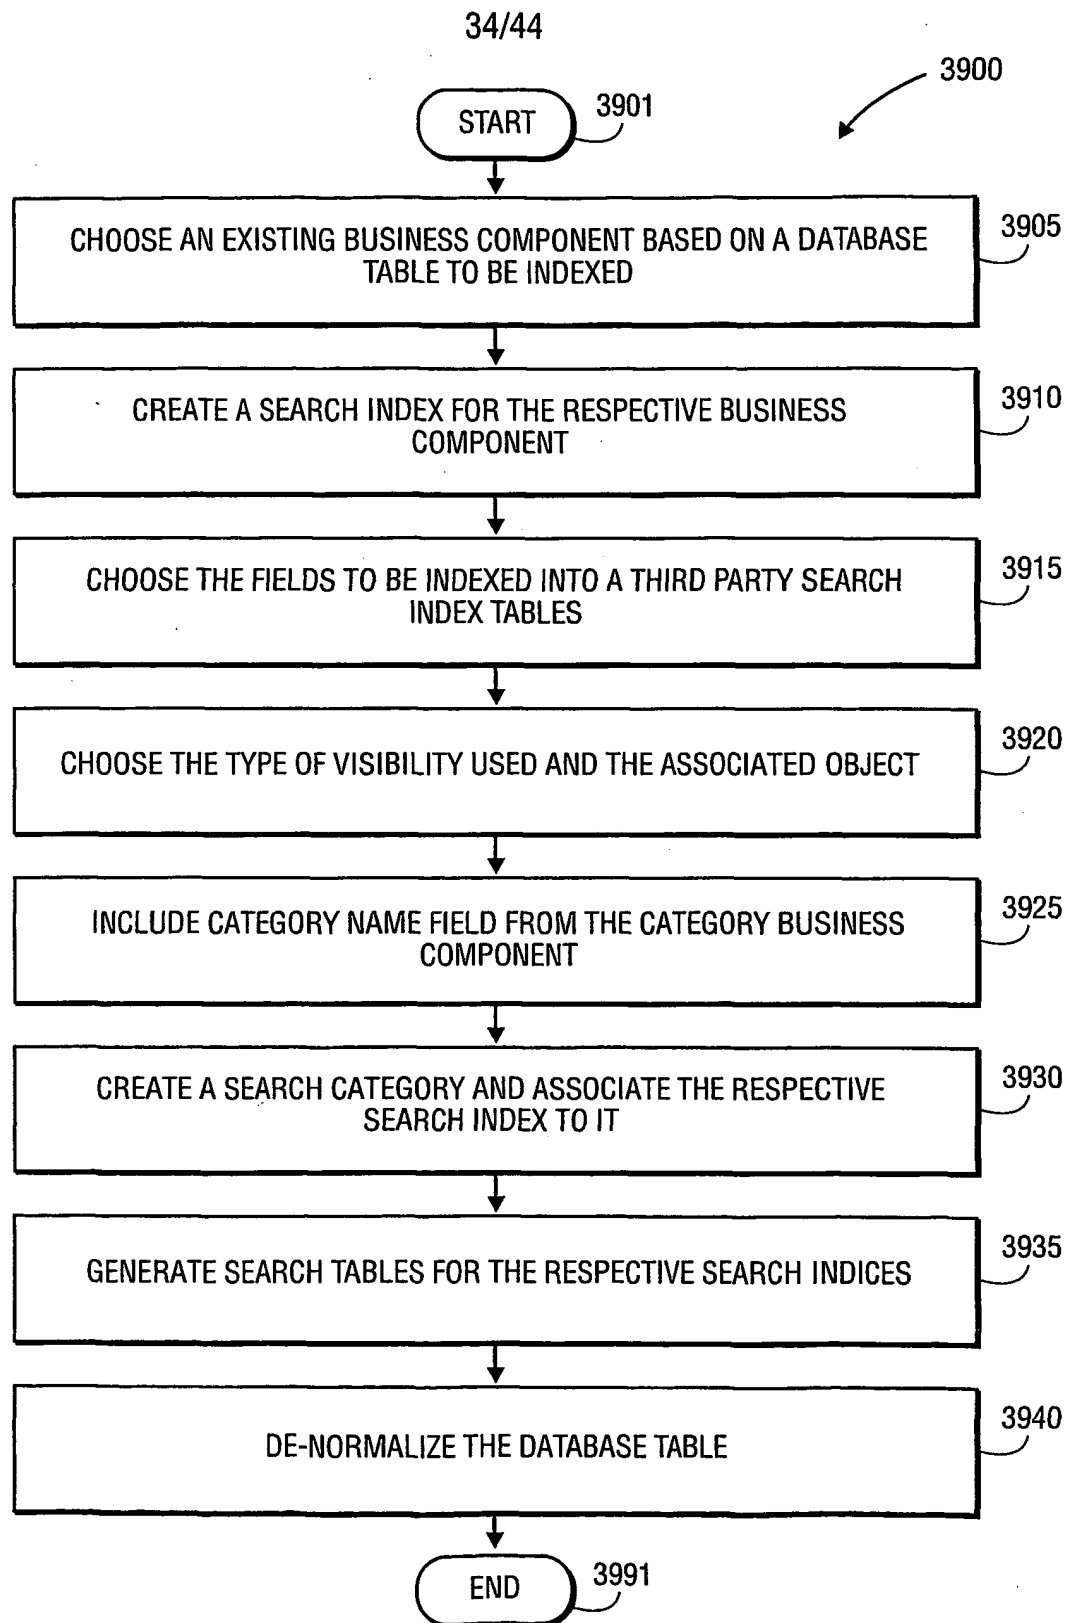 34/44
3900
START
3901
CHOOSE AN EXISTING BUSINESS COMPONENT BASED ON A DATABASE
TABLE TO BE INDEXED
3905
CREATE A SEARCH INDEX FOR THE RESPECTIVE BUSINESS
COMPONENT
3910
CHOOSE THE FIELDS TO BE INDEXED INTO A THIRD PARTY SEARCH
INDEX TABLES
3915
CHOOSE THE TYPE OF VISIBILITY USED AND THE ASSOCIATED OBJECT
3920
INCLUDE CATEGORY NAME FIELD FROM THE CATEGORY BUSINESS
COMPONENT
3925
CREATE A SEARCH CATEGORY AND ASSOCIATE THE RESPECTIVE
SEARCH INDEX TO IT
3930
GENERATE SEARCH TABLES FOR THE RESPECTIVE SEARCH INDICES
3935
DE-NORMALIZE THE DATABASE TABLE
3940
END
3991